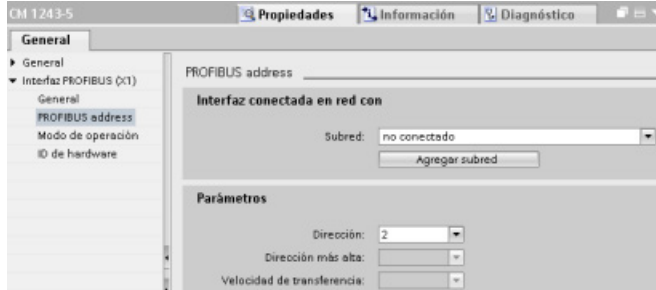 CM 1243-5
Propiedades
Información
Diagnóstico
General
General
Interfaz PROFIBUS (X1)
General
PROFIBUS address
Modo de operación
ID de hardware
PROFIBUS address
Interfaz conectada en red con
Subred: no conectado
Agregar subred
Parámetros
Dirección: 2
Dirección más alta:
Velocidad de transferencia: